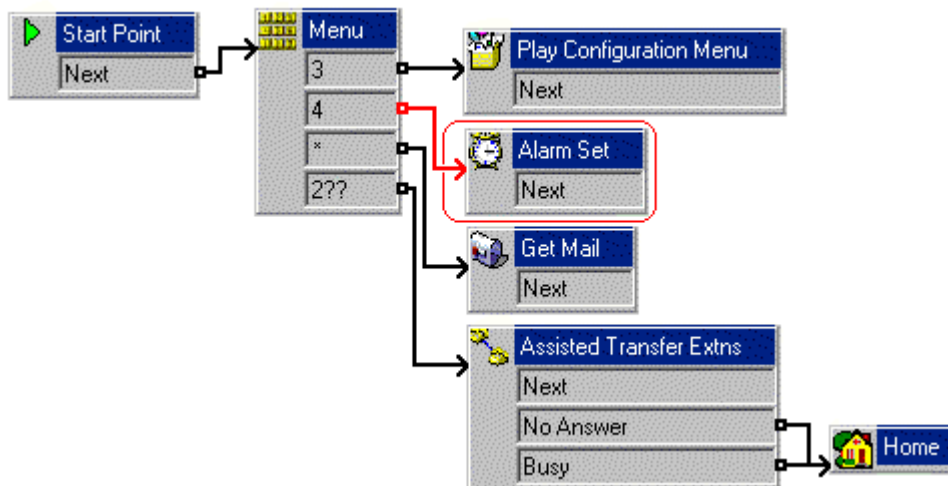 Start Point
Next
Menu
3
4
*
2??
Play Configuration Menu
Next
Alarm Set
Next
Get Mail
Next
Assisted Transfer Extns
Next
No Answer
Busy
Home